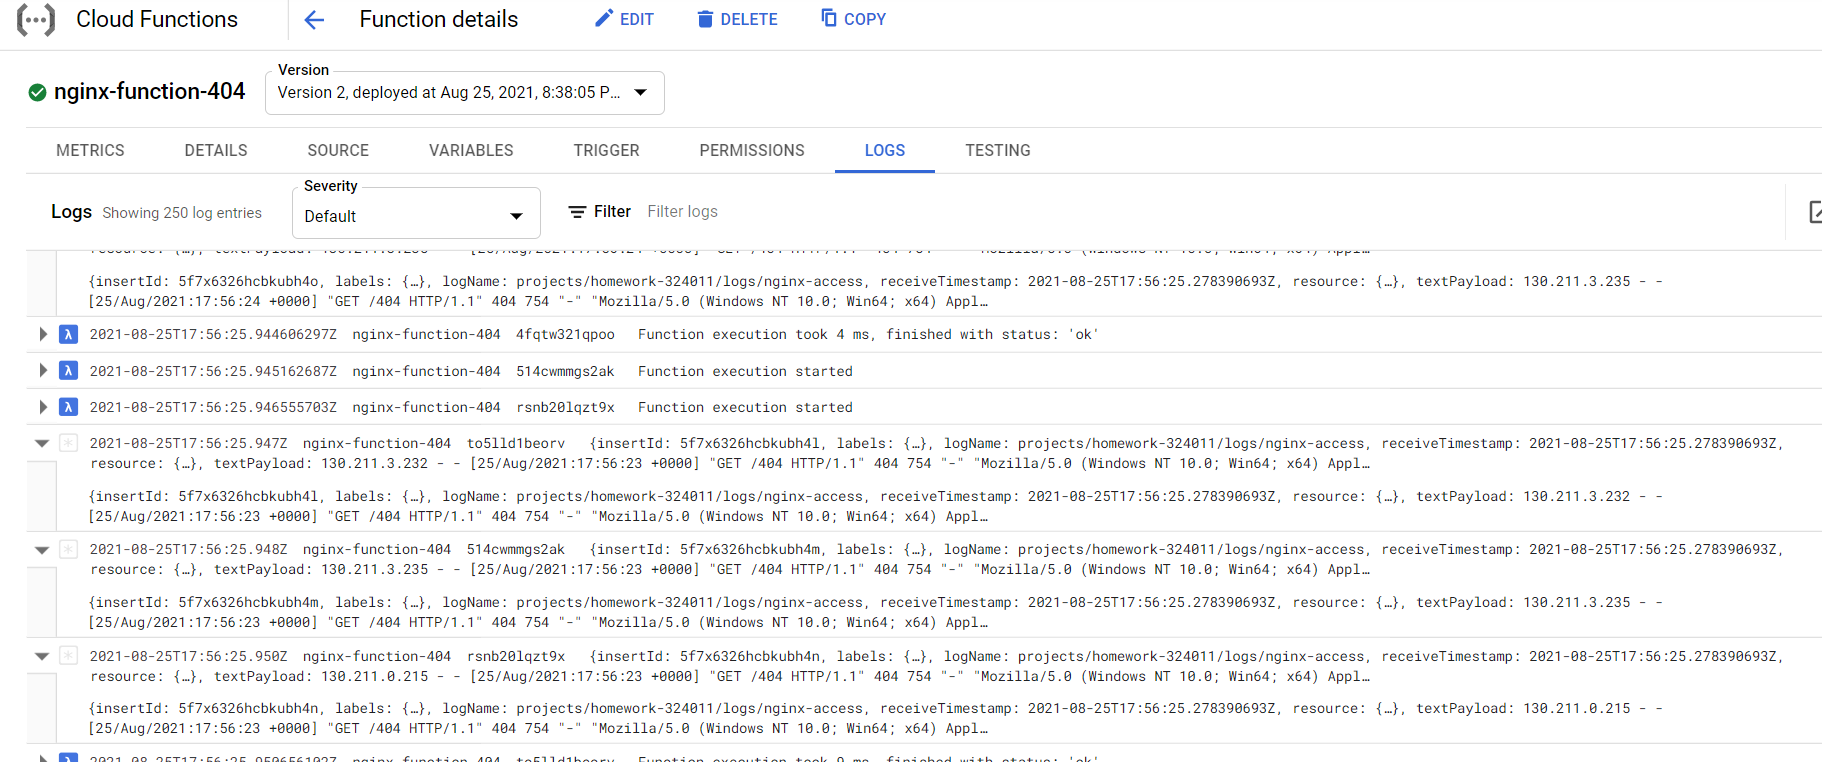 Cloud Functions
Function details
EDIT
DELETE
COPY
nginx-function-404
Version
Version 2, deployed at Aug 25, 2021, 8:38:05 P...
METRICS
DETAILS
SOURCE
VARIABLES
TRIGGER
PERMISSIONS
LOGS
TESTING
Logs
Showing 250 log entries
Severity
Default
Filter
Filter logs
{insertId: 5f7x6326hcbkubh4o, labels: {…}, logName: projects/homework-324011/logs/nginx-access, receiveTimestamp: 2021-08-25T17:56:25.278390693Z, resource: {…}, textPayload: 130.211.3.235 - -
[25/Aug/2021:17:56:24 +0000] "GET /404 HTTP/1.1" 404 754 "-" "Mozilla/5.0 (Windows NT 10.0; Win64; x64) Appl…
λ 2021-08-25T17:56:25.944606297Z nginx-function-404 4fqtw321qpoo Function execution took 4 ms, finished with status: 'ok'
λ 2021-08-25T17:56:25.945162687Z nginx-function-404 514cwmmgs2ak Function execution started
λ 2021-08-25T17:56:25.946555703Z nginx-function-404 rsnb20lqzt9x Function execution started
* 2021-08-25T17:56:25.947Z nginx-function-404 to5lld1beorv {insertId: 5f7x6326hcbkubh4l, labels: {…}, logName: projects/homework-324011/logs/nginx-access, receiveTimestamp: 2021-08-25T17:56:25.278390693Z,
resource: {…}, textPayload: 130.211.3.232 - - [25/Aug/2021:17:56:23 +0000] "GET /404 HTTP/1.1" 404 754 "-" "Mozilla/5.0 (Windows NT 10.0; Win64; x64) Appl…
{insertId: 5f7x6326hcbkubh4l, labels: {…}, logName: projects/homework-324011/logs/nginx-access, receiveTimestamp: 2021-08-25T17:56:25.278390693Z, resource: {…}, textPayload: 130.211.3.232 - -
[25/Aug/2021:17:56:23 +0000] "GET /404 HTTP/1.1" 404 754 "-" "Mozilla/5.0 (Windows NT 10.0; Win64; x64) Appl…
* 2021-08-25T17:56:25.948Z nginx-function-404 514cwmmgs2ak {insertId: 5f7x6326hcbkubh4m, labels: {…}, logName: projects/homework-324011/logs/nginx-access, receiveTimestamp: 2021-08-25T17:56:25.278390693Z,
resource: {…}, textPayload: 130.211.3.235 - - [25/Aug/2021:17:56:23 +0000] "GET /404 HTTP/1.1" 404 754 "-" "Mozilla/5.0 (Windows NT 10.0; Win64; x64) Appl…
{insertId: 5f7x6326hcbkubh4m, labels: {…}, logName: projects/homework-324011/logs/nginx-access, receiveTimestamp: 2021-08-25T17:56:25.278390693Z, resource: {…}, textPayload: 130.211.3.235 - -
[25/Aug/2021:17:56:23 +0000] "GET /404 HTTP/1.1" 404 754 "-" "Mozilla/5.0 (Windows NT 10.0; Win64; x64) Appl…
* 2021-08-25T17:56:25.950Z nginx-function-404 rsnb20lqzt9x {insertId: 5f7x6326hcbkubh4n, labels: {…}, logName: projects/homework-324011/logs/nginx-access, receiveTimestamp: 2021-08-25T17:56:25.278390693Z,
resource: {…}, textPayload: 130.211.0.215 - - [25/Aug/2021:17:56:23 +0000] "GET /404 HTTP/1.1" 404 754 "-" "Mozilla/5.0 (Windows NT 10.0; Win64; x64) Appl…
{insertId: 5f7x6326hcbkubh4n, labels: {…}, logName: projects/homework-324011/logs/nginx-access, receiveTimestamp: 2021-08-25T17:56:25.278390693Z, resource: {…}, textPayload: 130.211.0.215 - -
[25/Aug/2021:17:56:23 +0000] "GET /404 HTTP/1.1" 404 754 "-" "Mozilla/5.0 (Windows NT 10.0; Win64; x64) Appl…